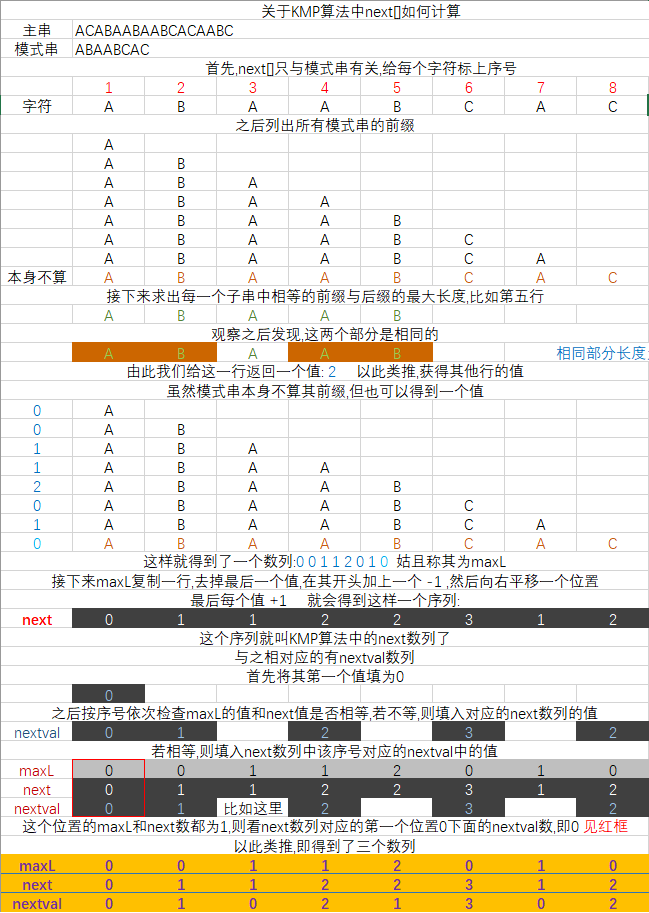 关于KMP算法中next[]如何计算
主串 ACABAABAABCACAABC
模式串 ABAABCAC
首先,next[]只与模式串有关,给每个字符标上序号
1 2 3 4 5 6 7 8
字符 A B A A B C A C
之后列出所有模式串的前缀
A
A B
A B A
A B A A
A B A A B
A B A A B C
A B A A B C A
本身不算 A B A A B C A C
接下来求出每一个子串中相等的前缀与后缀的最大长度,比如第五行
A B A A B
观察之后发现,这两个部分是相同的
A B A A B 相同部分长度
由此我们给这一行返回一个值: 2 以此类推,获得其他行的值
虽然模式串本身不算其前缀,但也可以得到一个值
0 A
0 A B
1 A B A
1 A B A A
2 A B A A B
0 A B A A B C
1 A B A A B C A
0 A B A A B C A C
这样就得到了一个数列:0 0 1 1 2 0 1 0 姑且称其为maxL
接下来maxL复制一行,去掉最后一个值,在其开头加上一个 -1 ,然后向右平移一个位置
最后每个值 +1 就会得到这样一个序列:
next 0 1 1 2 2 3 1 2
这个序列就叫KMP算法中的next数列了
与之相对应的有nextval数列
首先将其第一个值填为0
0
之后按序号依次检查maxL的值和next值是否相等,若不等,则填入对应的next数列的值
nextval 0 1 2 3 2
若相等,则填入next数列中该序号对应的nextval中的值
maxL 0 0 1 1 2 0 1 0
next 0 1 1 2 2 3 1 2
nextval 0 1 比如这里 2 3 2
这个位置的maxL和next数都为1,则看next数列对应的第一个位置0下面的nextval数,即0 见红框
以此类推,即得到了三个数列
maxL 0 0 1 1 2 0 1 0
next 0 1 1 2 2 3 1 2
nextval 0 1 0 2 1 3 0 2